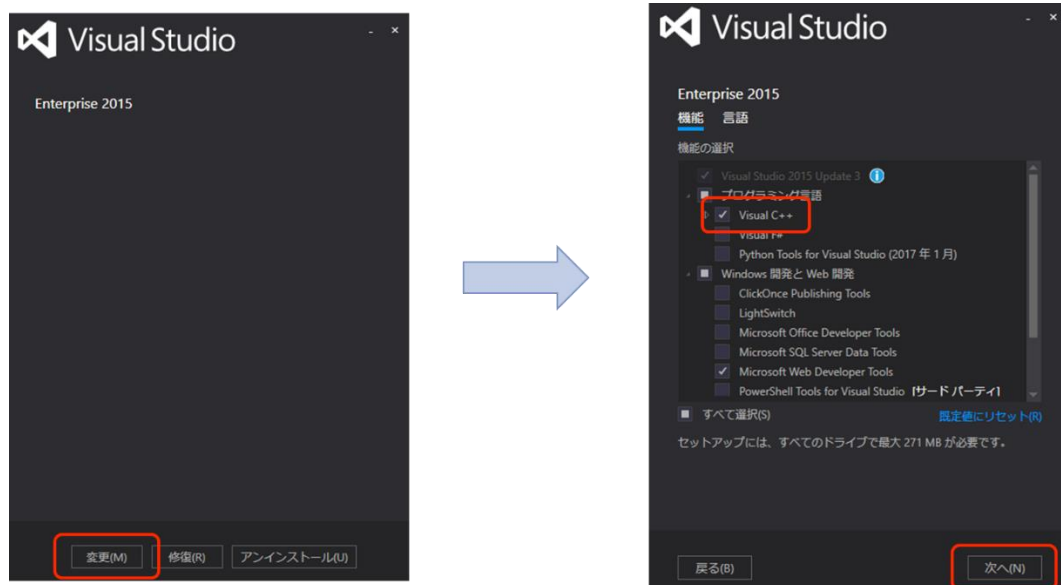 Visual Studio
Enterprise 2015
変更(M)
修復(R)
アンインストール(U)
Visual Studio
Enterprise 2015
機能
言語
機能の選択
Visual Studio 2015 Update 3
プログラミング言語
Visual C++
Visual F#
Python Tools for Visual Studio (2017 年 1 月)
Windows 開発と Web 開発
ClickOnce Publishing Tools
LightSwitch
Microsoft Office Developer Tools
Microsoft SQL Server Data Tools
Microsoft Web Developer Tools
PowerShell Tools for Visual Studio [サード パーティ]
すべて選択(S)
既定値にリセット(R)
セットアップには、すべてのドライブで最大 271 MB が必要です。
戻る(B)
次へ(N)